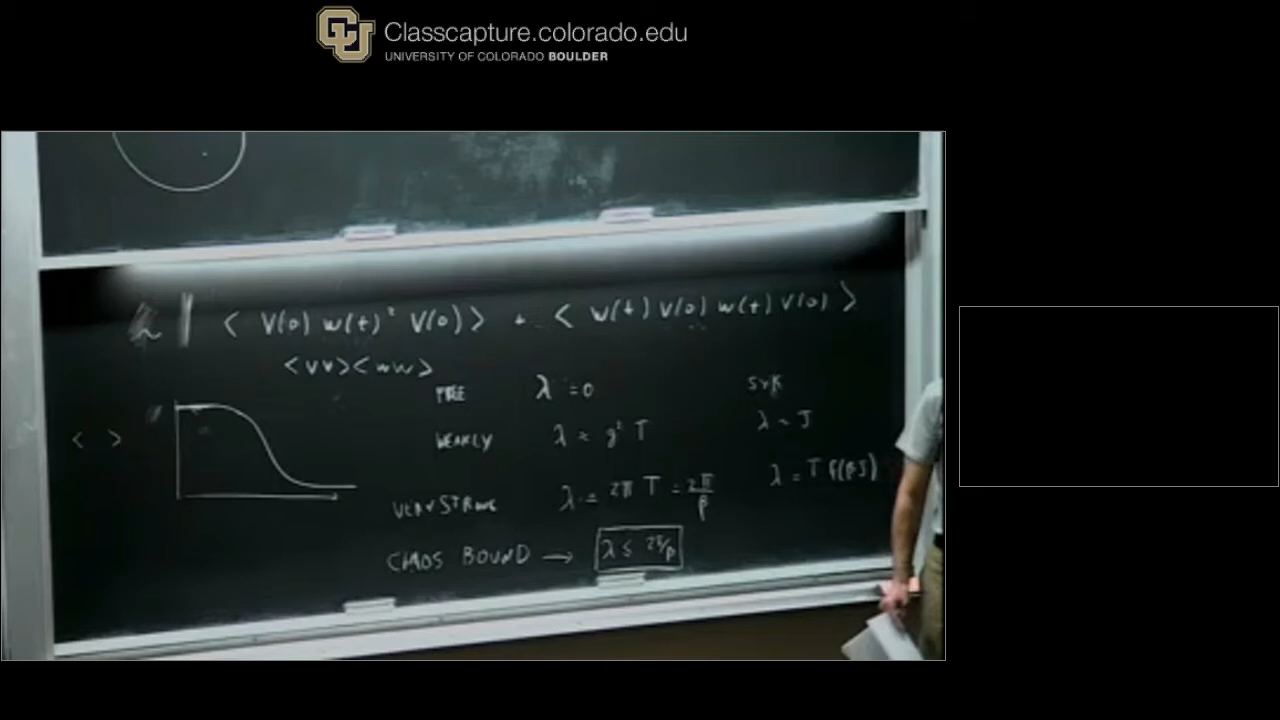 CU
Classcapture.colorado.edu
UNIVERSITY OF COLORADO BOULDER
~ < V(0) W(t)² V(0) > + < W(t) V(0) W(t) V(0) >
<VV><WW>
FREE λ = 0
SYK
WEAKLY λ ≈ g² T
λ ~ J
< >
VERY STRONG λ = 2π T = 2π/β
λ = T f(βJ)
CHAOS BOUND → λ ≤ 2π/β